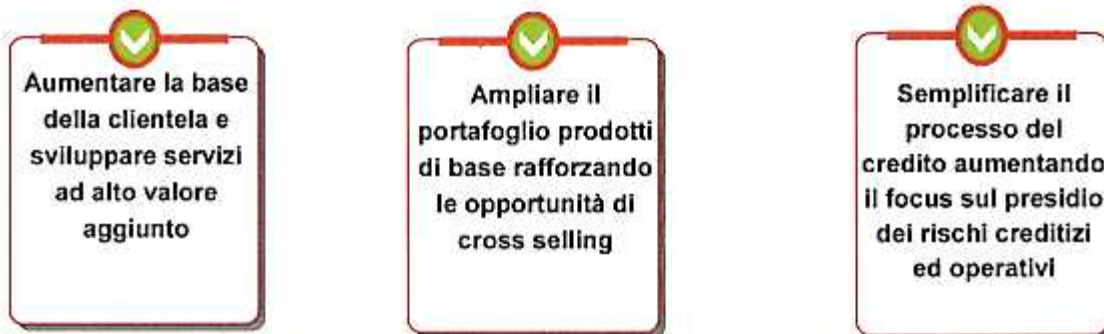 Aumentare la base
della clientela e
sviluppare servizi
ad alto valore
aggiunto
Ampliare il
portafoglio prodotti
di base rafforzando
le opportunità di
cross selling
Semplificare il
processo del
credito aumentando
il focus sul presidio
dei rischi creditizi
ed operativi